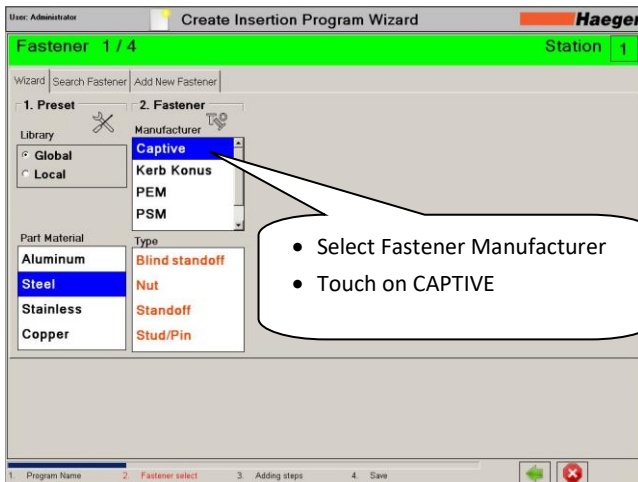 User: Administrator
Create Insertion Program Wizard
Haeger
Fastener 1 / 4
Station 1
Wizard
Search Fastener
Add New Fastener
1. Preset
2. Fastener
Library
Manufacturer
Global
Local
Captive
Kerb Konus
PEM
PSM
Part Material
Type
Aluminum
Steel
Stainless
Copper
Blind standoff
Nut
Standoff
Stud/Pin
• Select Fastener Manufacturer
• Touch on CAPTIVE
1. Program Name
2. Fastener select
3. Adding steps
4. Save